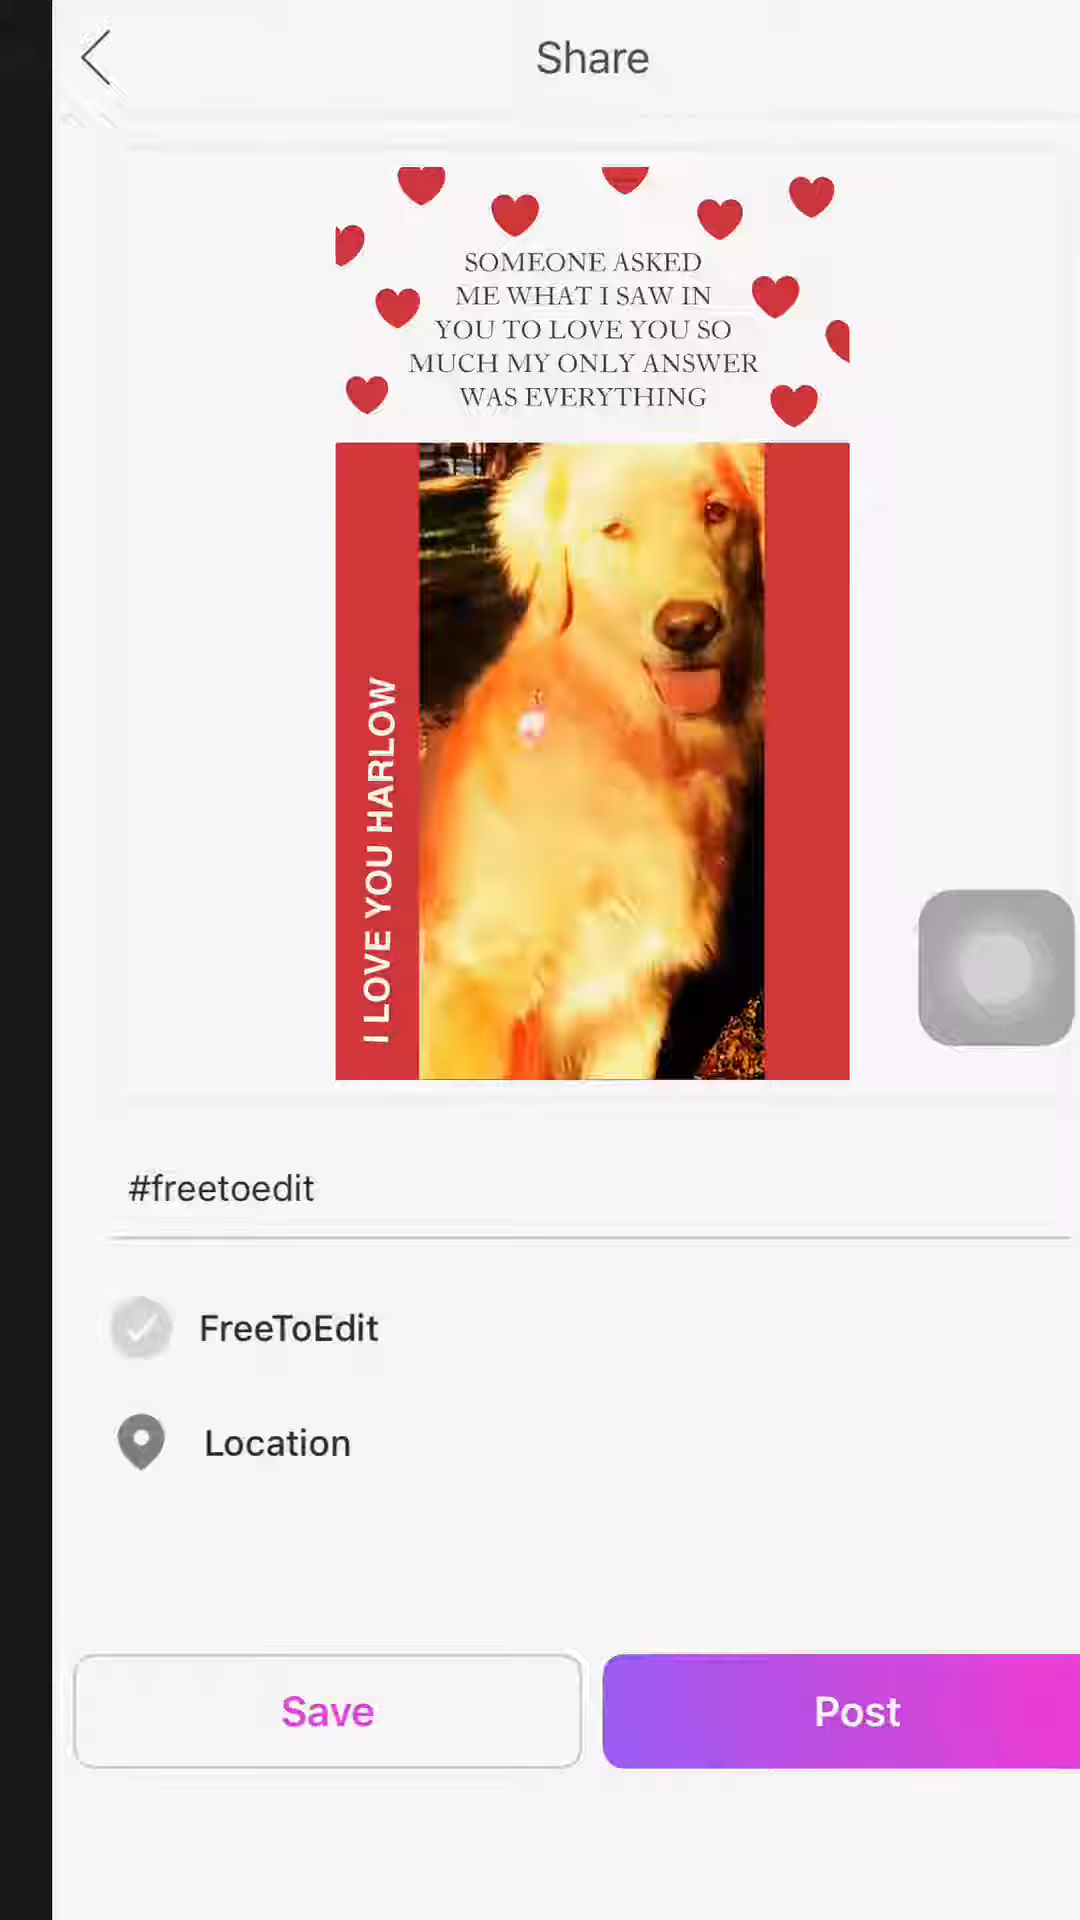 Share
SOMEONE ASKED
ME WHAT I SAW IN
YOU TO LOVE YOU SO
MUCH MY ONLY ANSWER
WAS EVERYTHING
I LOVE YOU HARLOW
#freetoedit
FreeToEdit
Location
Save
Post